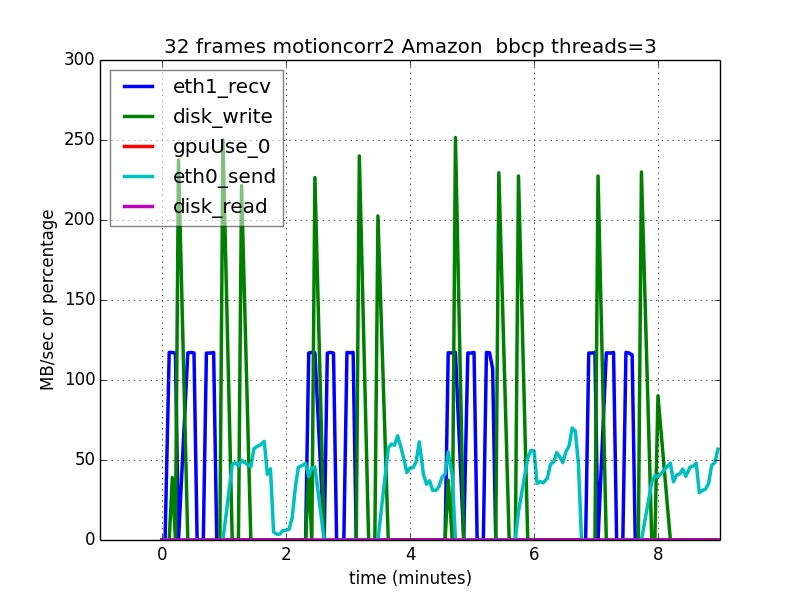 32 frames motioncorr2 Amazon  bbcp threads=3
300
250
200
150
100
50
0
MB/sec or percentage
eth1_recv
disk_write
gpuUse_0
eth0_send
disk_read
0 2 4 6 8
time (minutes)